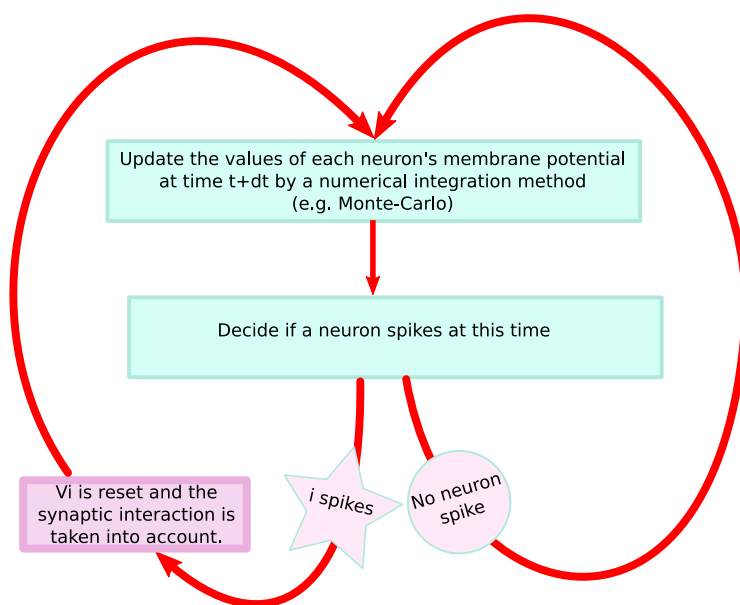 Update the values of each neuron's membrane potential
at time t+dt by a numerical integration method
(e.g. Monte-Carlo)
Decide if a neuron spikes at this time
i spikes
No neuron
spike
Vi is reset and the
synaptic interaction is
taken into account.